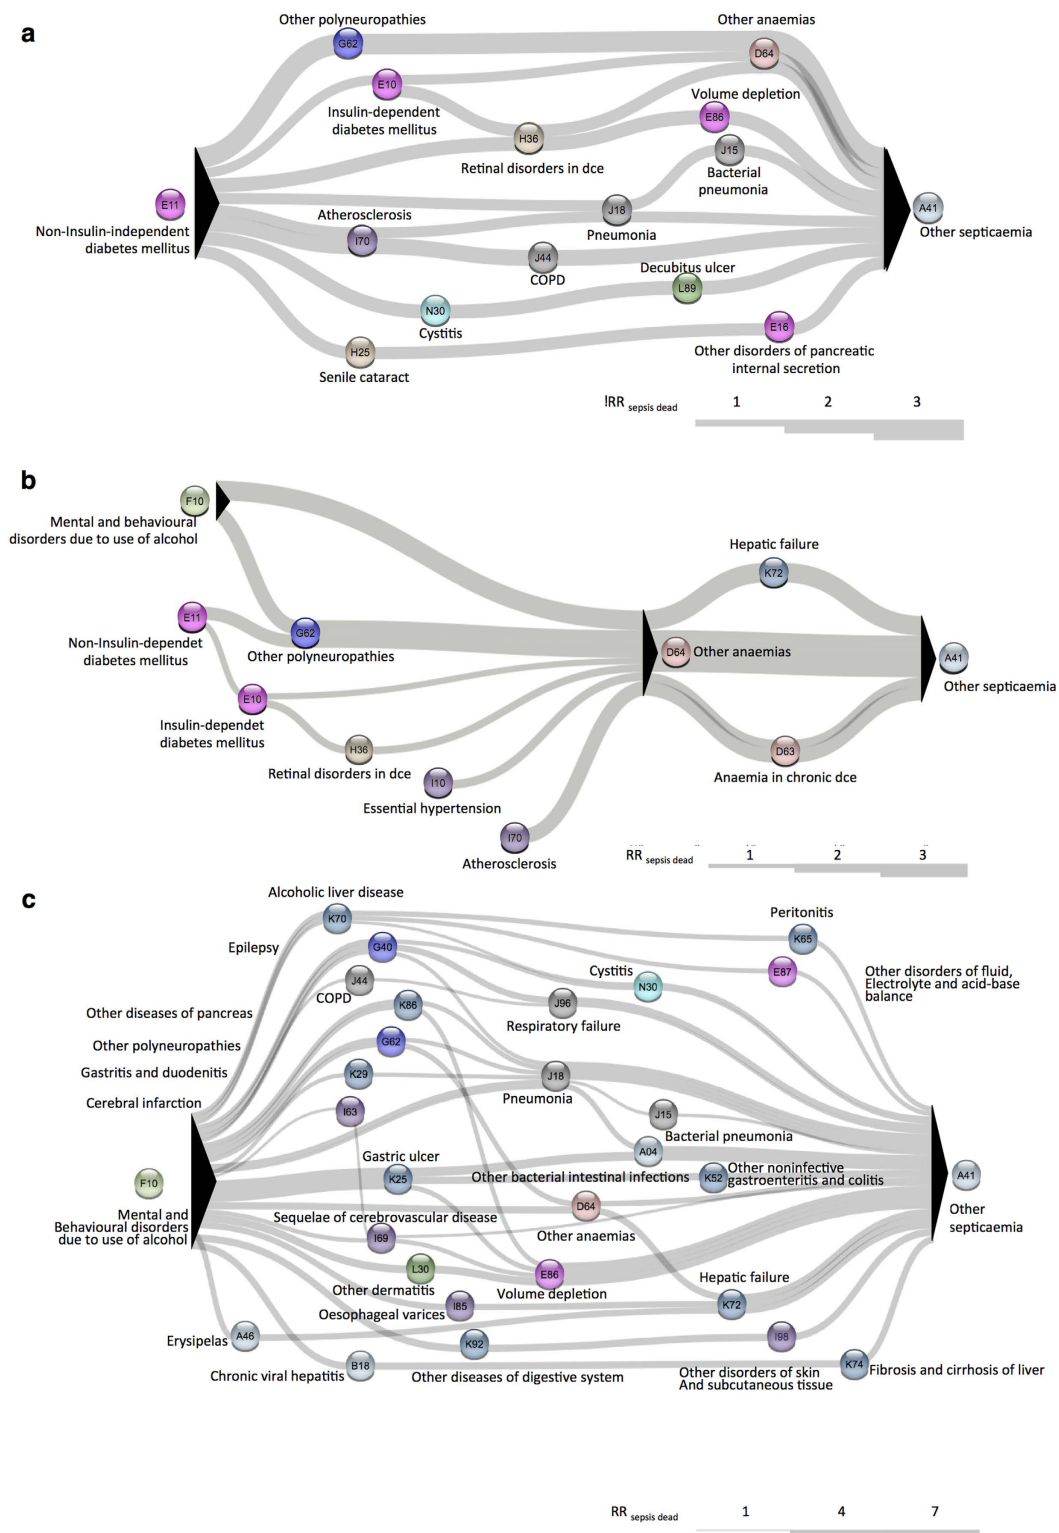 a
Other polyneuropathies
Other anaemias
G62
D64
E10
Insulin-dependent
diabetes mellitus
Volume depletion
E86
H36
Retinal disorders in dce
J15
Bacterial
pneumonia
E11
Non-Insulin-independent
diabetes mellitus
Atherosclerosis
I70
J18
Pneumonia
A41
Other septicaemia
J44
COPD
Decubitus ulcer
L89
N30
Cystitis
E16
Other disorders of pancreatic
internal secretion
H25
Senile cataract
!RR sepsis dead 1 2 3
b
F10
Mental and behavioural
disorders due to use of alcohol
Hepatic failure
K72
E11
Non-Insulin-dependet
diabetes mellitus
G62
Other polyneuropathies
D64 Other anaemias
A41
Other septicaemia
E10
Insulin-dependet
diabetes mellitus
H36
Retinal disorders in dce
D63
Anaemia in chronic dce
I10
Essential hypertension
I70
Atherosclerosis
RR sepsis dead 1 2 3
c
Alcoholic liver disease
K70
Peritonitis
K65
Epilepsy
G40
E87
Other disorders of fluid,
Electrolyte and acid-base
balance
J44
COPD
Cystitis
N30
Other diseases of pancreas
K86
J96
Respiratory failure
Other polyneuropathies
G62
Gastritis and duodenitis
K29
J18
Pneumonia
Cerebral infarction
I63
J15
Bacterial pneumonia
A04
Gastric ulcer
K25
Other bacterial intestinal infections
K52
Other noninfective
gastroenteritis and colitis
F10
Mental and
Behavioural disorders
due to use of alcohol
A41
Other
septicaemia
D64
Other anaemias
Sequelae of cerebrovascular disease
I69
L30
Other dermatitis
E86
Volume depletion
Hepatic failure
K72
Oesophageal varices
I85
Erysipelas
A46
K92
Other diseases of digestive system
I98
Other disorders of skin
And subcutaneous tissue
Chronic viral hepatitis
B18
K74
Fibrosis and cirrhosis of liver
RR sepsis dead 1 4 7